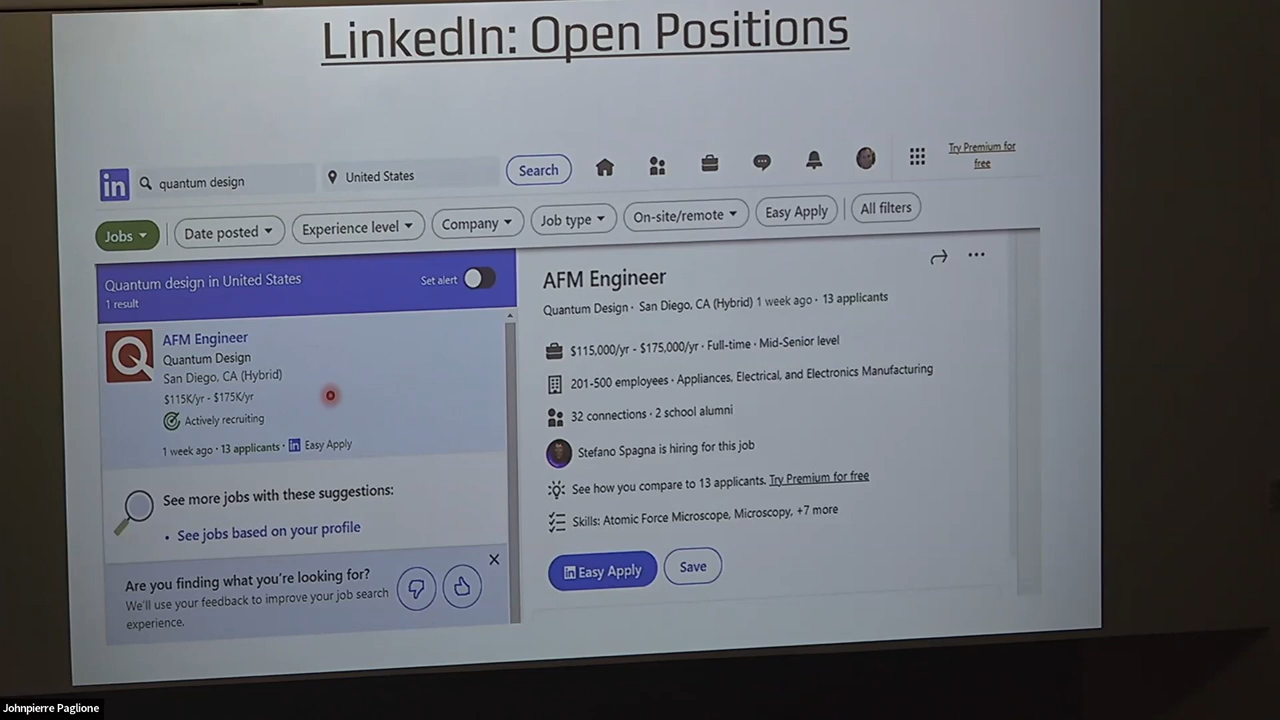 LinkedIn: Open Positions
in
quantum design
United States
Search
Try Premium for
free
Jobs
Date posted
Experience level
Company
Job type
On-site/remote
Easy Apply
All filters
Quantum design in United States
1 result
Set alert
AFM Engineer
Quantum Design
San Diego, CA (Hybrid)
$115K/yr - $175K/yr
Actively recruiting
1 week ago · 13 applicants · in Easy Apply
See more jobs with these suggestions:
• See jobs based on your profile
Are you finding what you're looking for?
We'll use your feedback to improve your job search
experience.
AFM Engineer
Quantum Design · San Diego, CA (Hybrid) 1 week ago · 13 applicants
$115,000/yr - $175,000/yr · Full-time · Mid-Senior level
201-500 employees · Appliances, Electrical, and Electronics Manufacturing
32 connections · 2 school alumni
Stefano Spagna is hiring for this job
See how you compare to 13 applicants. Try Premium for free
Skills: Atomic Force Microscope, Microscopy, +7 more
in Easy Apply
Save
Johnpierre Paglione